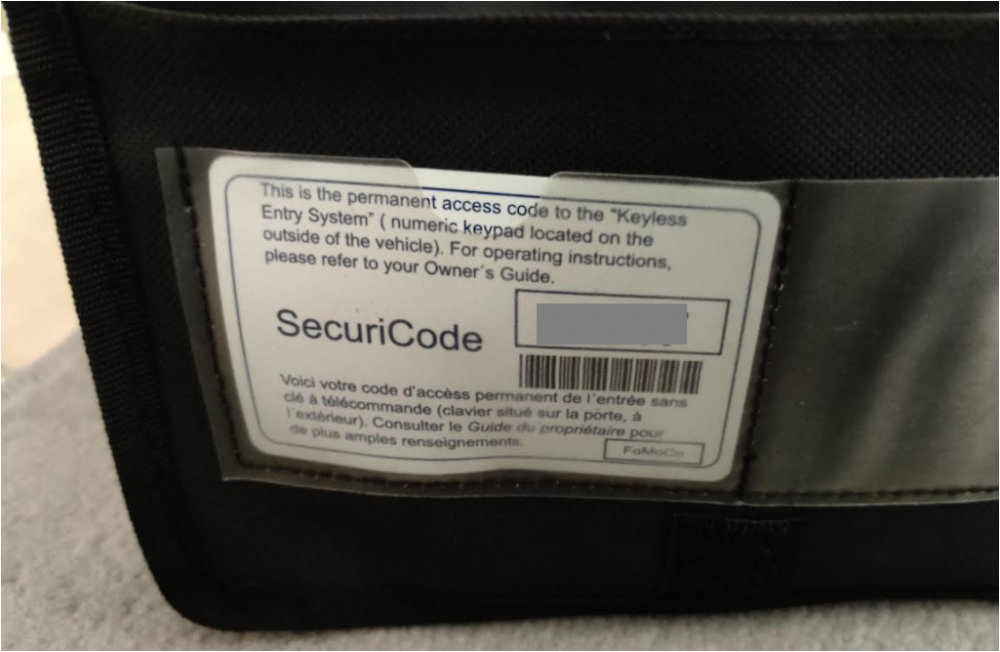 This is the permanent access code to the "Keyless
Entry System" ( numeric keypad located on the
outside of the vehicle). For operating instructions,
please refer to your Owner´s Guide.
SecuriCode
Voici votre code d'accèss permanent de l´entrée sans
clé à télécommande (clavier situé sur la porte, à
l´extérieur). Consulter le Guide du propriétaire pour
de plus amples renseignements.
FoMoCo